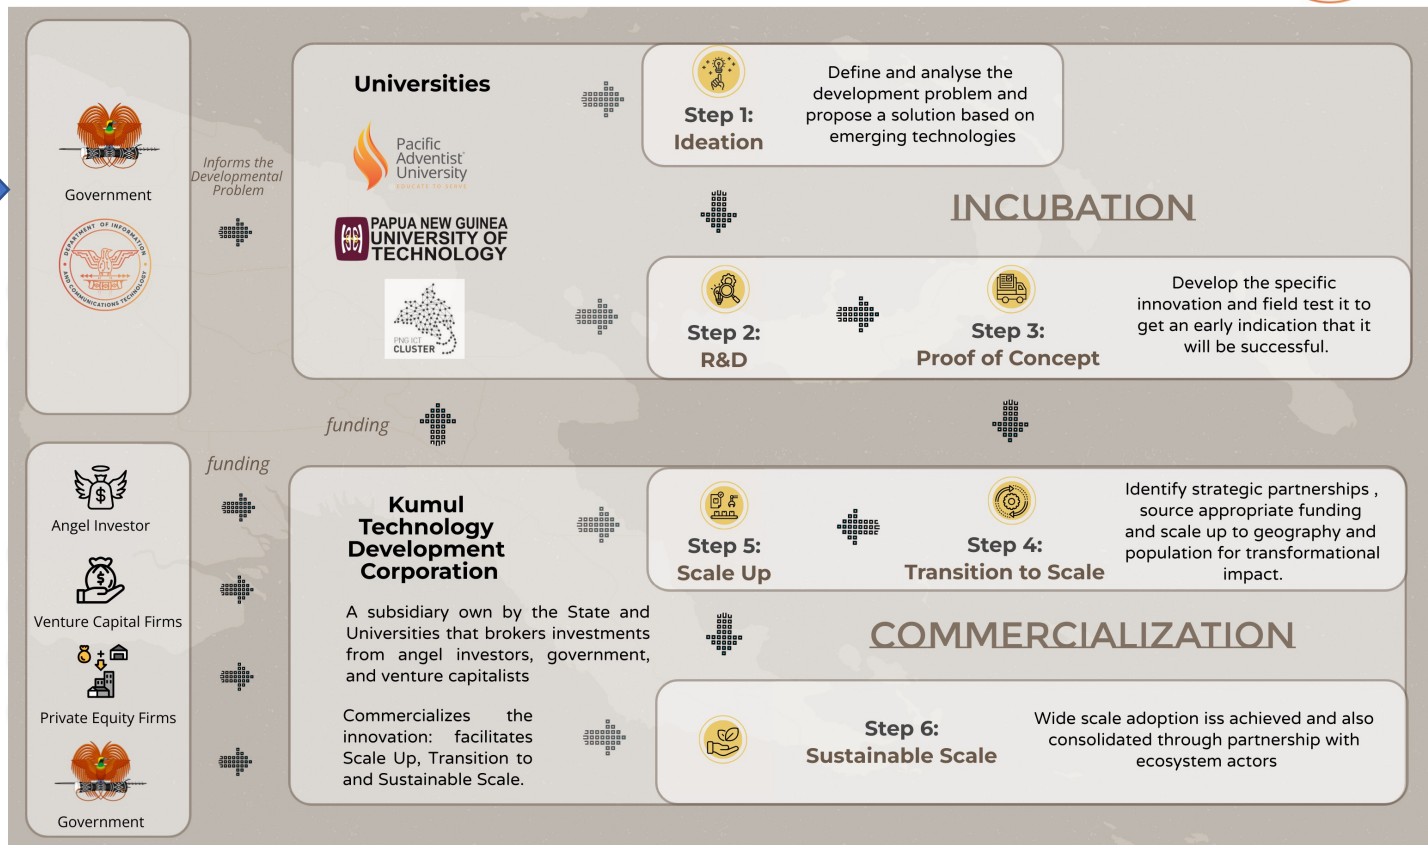 Government
DEPARTMENT OF INFORMATION
AND COMMUNICATIONS TECHNOLOGY
Informs the
Developmental
Problem
Universities
Pacific
Adventist
University
EDUCATE TO SERVE
PAPUA NEW GUINEA
UNIVERSITY OF
TECHNOLOGY
PNG ICT
CLUSTER
Step 1:
Ideation
Define and analyse the
development problem and
propose a solution based on
emerging technologies
INCUBATION
Step 2:
R&D
Step 3:
Proof of Concept
Develop the specific
innovation and field test it to
get an early indication that it
will be successful.
funding
funding
Angel Investor
Venture Capital Firms
Private Equity Firms
Government
Kumul
Technology
Development
Corporation
A subsidiary own by the State and
Universities that brokers investments
from angel investors, government,
and venture capitalists
Commercializes the
innovation: facilitates
Scale Up, Transition to
and Sustainable Scale.
Step 5:
Scale Up
Step 4:
Transition to Scale
Identify strategic partnerships ,
source appropriate funding
and scale up to geography and
population for transformational
impact.
COMMERCIALIZATION
Step 6:
Sustainable Scale
Wide scale adoption iss achieved and also
consolidated through partnership with
ecosystem actors